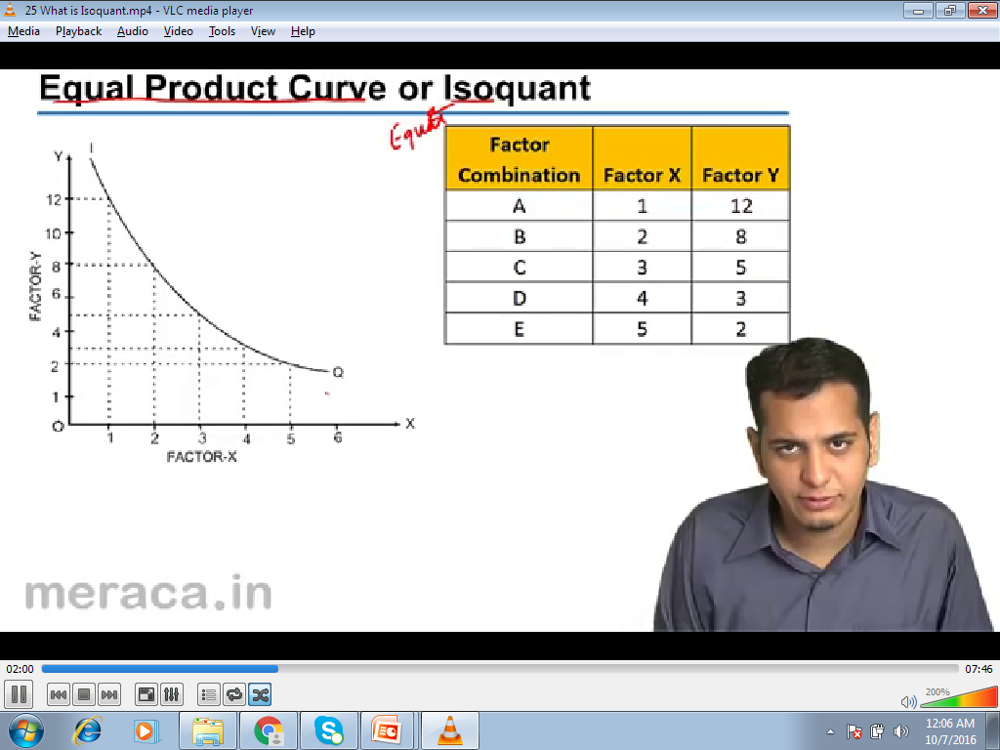 25 What is Isoquant.mp4 - VLC media player
Media Playback Audio Video Tools View Help
Equal Product Curve or Isoquant
Equal
Factor Combination Factor X Factor Y
A 1 12
B 2 8
C 3 5
D 4 3
E 5 2
Y I
12
10
8
6
4
2
1
O
FACTOR-Y
Q
1 2 3 4 5 6 X
FACTOR-X
meraca.in
02:00 07:46
200%
12:06 AM
10/7/2016